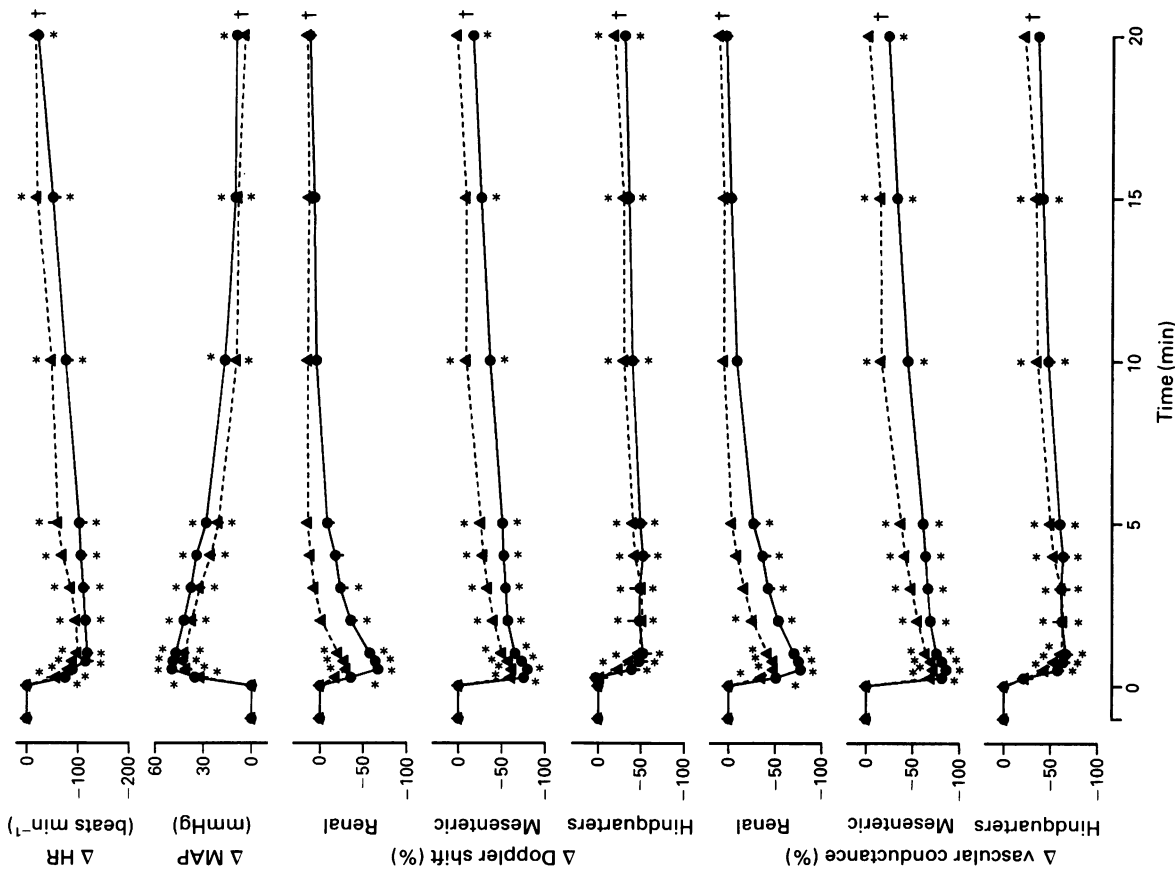 Δ HR
(beats min⁻¹)
0
−100
−200
* * * * * * * * * * * * * * * * †
Δ MAP
(mmHg)
60
30
0
* * * * * * * * * * * * * * * * †
Δ Doppler shift (%)
Renal
0
−50
−100
* * * * * * †
Mesenteric
0
−50
−100
* * * * * * * * * * * * * * * * †
Hindquarters
0
−50
−100
* * * * * * * * * * * * * * * * †
Δ vascular conductance (%)
Renal
0
−50
−100
* * * * * * * * * * †
Mesenteric
0
−50
−100
* * * * * * * * * * * * * * * * †
Hindquarters
0
−50
−100
* * * * * * * * * * * * * * * * †
0
5
10
15
20
Time (min)